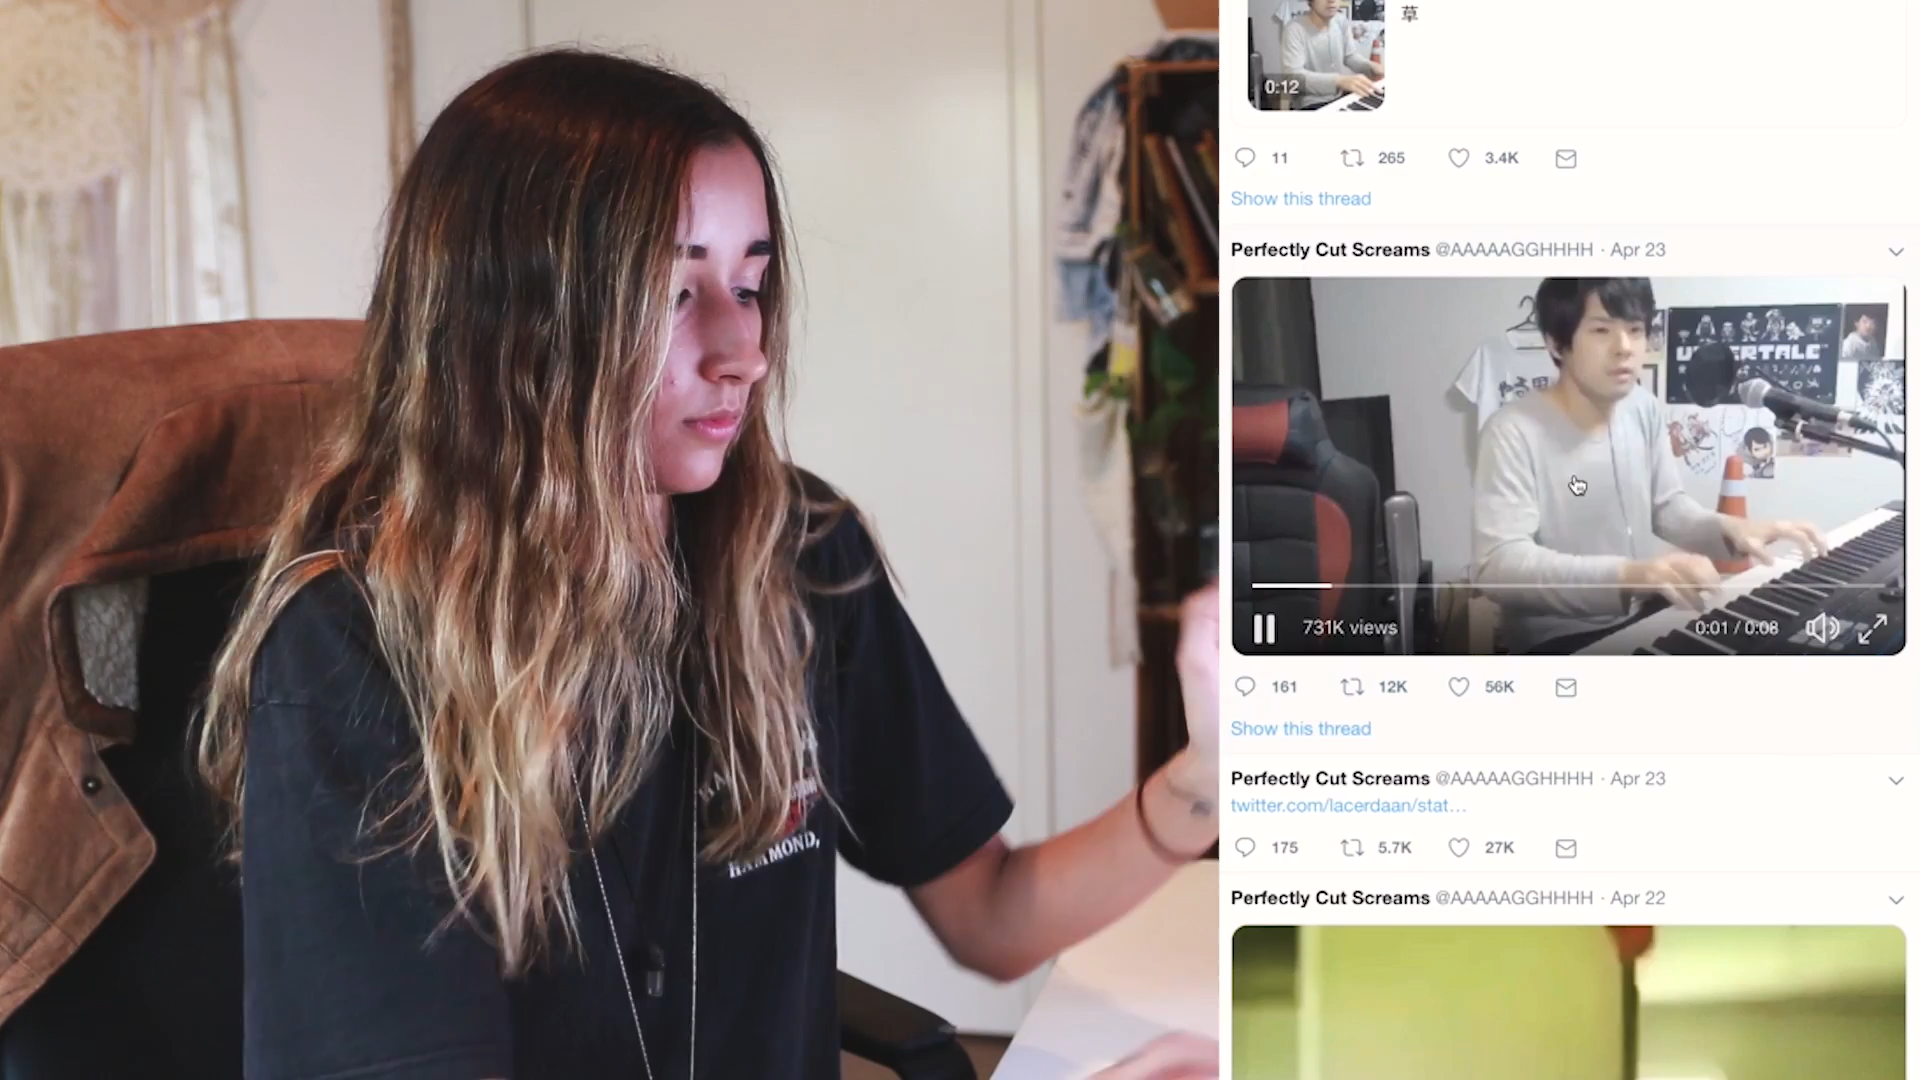 草
0:12
11 265 3.4K
Show this thread
Perfectly Cut Screams @AAAAAGGHHHH · Apr 23
UNDERTALE
731K views 0:01 / 0:08
161 12K 56K
Show this thread
Perfectly Cut Screams @AAAAAGGHHHH · Apr 23
twitter.com/lacerdaan/stat…
175 5.7K 27K
Perfectly Cut Screams @AAAAAGGHHHH · Apr 22
HAMMOND,